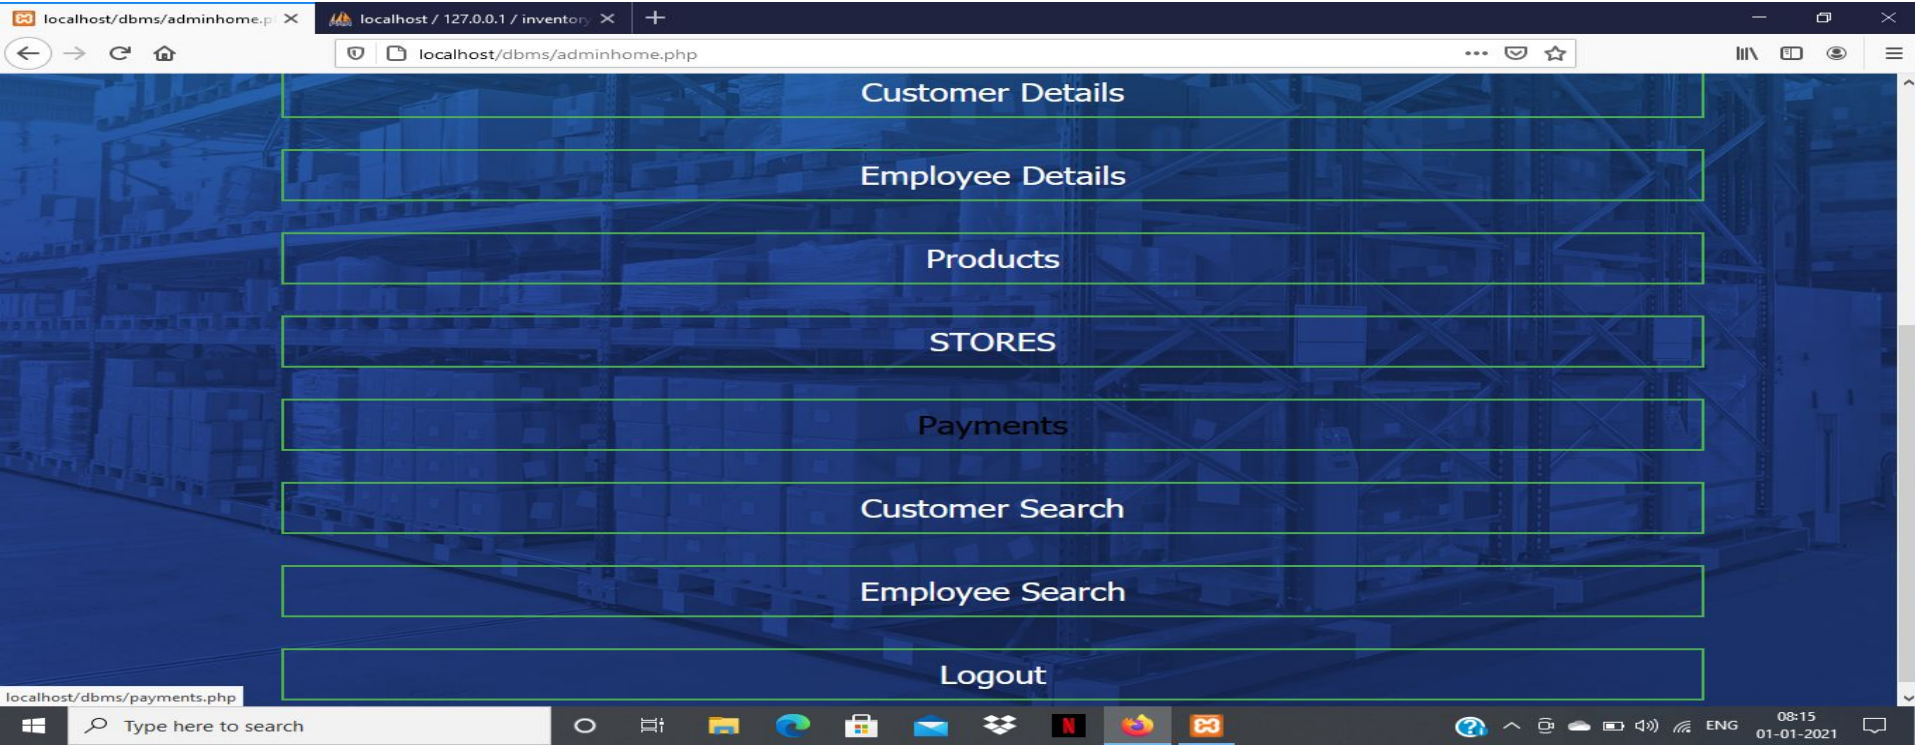 localhost/dbms/adminhome.p
localhost / 127.0.0.1 / inventory
localhost/dbms/adminhome.php
Customer Details
Employee Details
Products
STORES
Payments
Customer Search
Employee Search
Logout
localhost/dbms/payments.php
Type here to search
N
ENG
08:15
01-01-2021